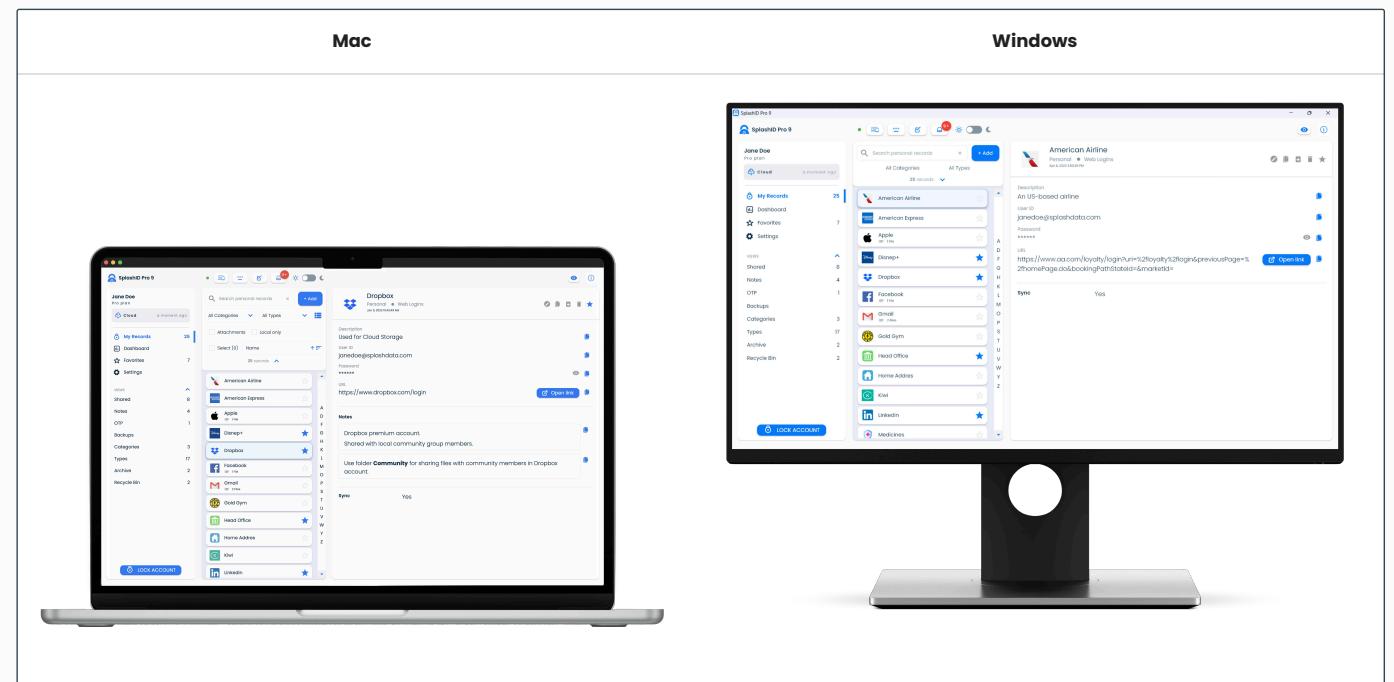 Mac
Windows
SplashID Pro 9
9+
Jane Doe
Pro plan
Cloud a moment ago
My Records 25
Dashboard
Favorites 7
Settings
VIEWS
Shared 8
Notes 4
OTP 1
Backups
Categories 3
Types 17
Archive 2
Recycle Bin 2
LOCK ACCOUNT
Search personal records × + Add
All Categories All Types
Attachments Local only
Select (0) Name
25 records
American Airline
American Express
Apple
Disnep+
Dropbox
Facebook
Gmail
Gold Gym
Head Office
Home Addres
Kiwi
Linkedin
A
D
F
G
H
K
L
M
O
P
S
T
U
V
W
Y
Z
Dropbox
Personal • Web Logins
Description
Used for Cloud Storage
User ID
janedoe@splashdata.com
Password
******
URL
https://www.dropbox.com/login
Open link
Notes
Dropbox premium account.
Shared with local community group members.
Use folder Community for sharing files with community members in Dropbox
account.
Sync Yes
SplashID Pro 9
SplashID Pro 9
9+
Jane Doe
Pro plan
Cloud a moment ago
My Records 25
Dashboard
Favorites 7
Settings
VIEWS
Shared 8
Notes 4
OTP 1
Backups
Categories 3
Types 17
Archive 2
Recycle Bin 2
LOCK ACCOUNT
Search personal records × + Add
All Categories All Types
25 records
American Airline
American Express
Apple
Disnep+
Dropbox
Facebook
Gmail
Gold Gym
Head Office
Home Addres
Kiwi
Linkedin
Medicines
A
D
F
G
H
K
L
M
O
P
S
T
U
V
W
Y
Z
American Airline
Personal • Web Logins
Description
An US-based airline
User ID
janedoe@splashdata.com
Password
******
URL
https://www.aa.com/loyalty/login?uri=%2floyalty%2flogin&previousPage=%
2fhomePage.do&bookingPathStateId=&marketId=
Open link
Sync Yes